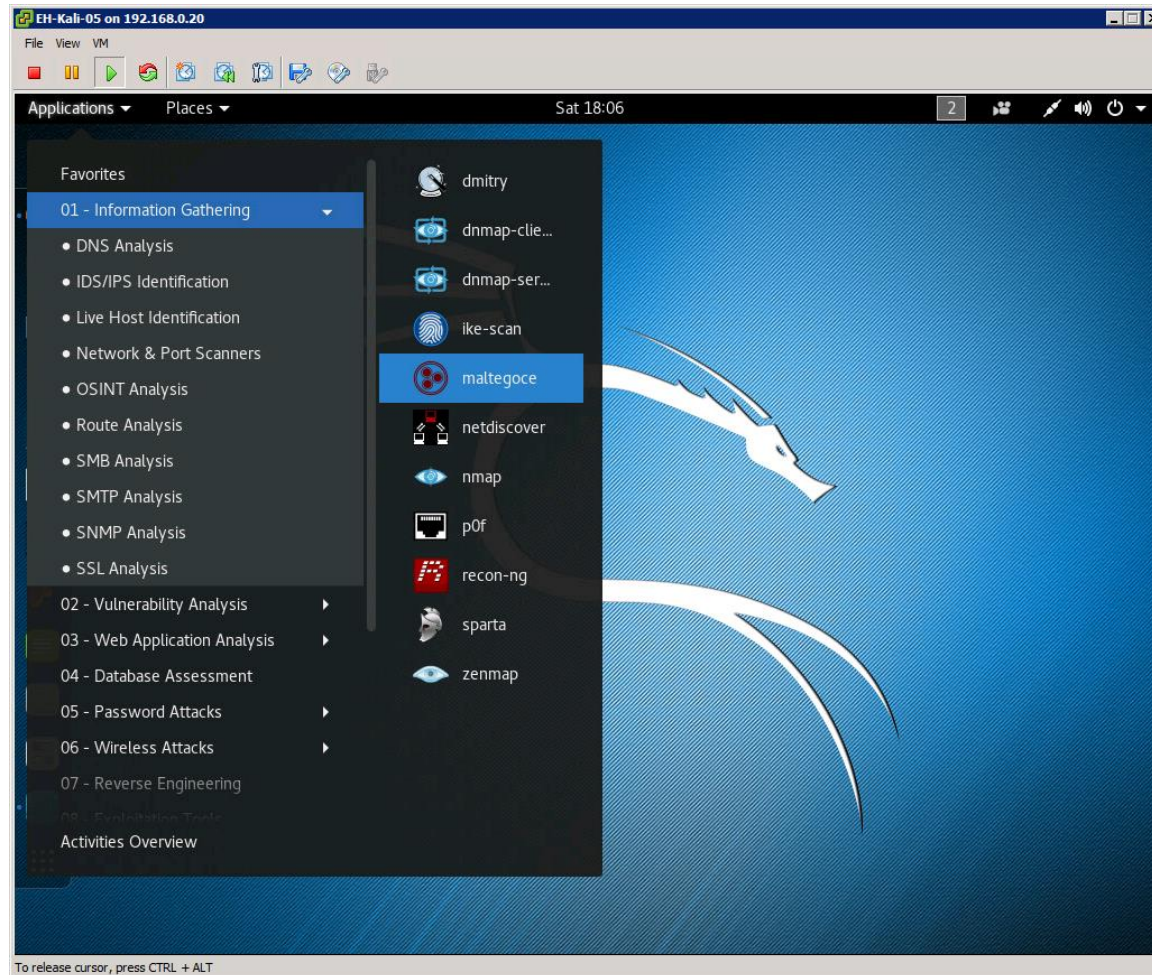 EH-Kali-05 on 192.168.0.20
File View VM
Applications Places Sat 18:06 2
Favorites
01 - Information Gathering
• DNS Analysis
• IDS/IPS Identification
• Live Host Identification
• Network & Port Scanners
• OSINT Analysis
• Route Analysis
• SMB Analysis
• SMTP Analysis
• SNMP Analysis
• SSL Analysis
02 - Vulnerability Analysis
03 - Web Application Analysis
04 - Database Assessment
05 - Password Attacks
06 - Wireless Attacks
07 - Reverse Engineering
08 - Exploitation Tools
Activities Overview
dmitry
dnmap-clie...
dnmap-ser...
ike-scan
maltegoce
netdiscover
nmap
p0f
recon-ng
sparta
zenmap
To release cursor, press CTRL + ALT